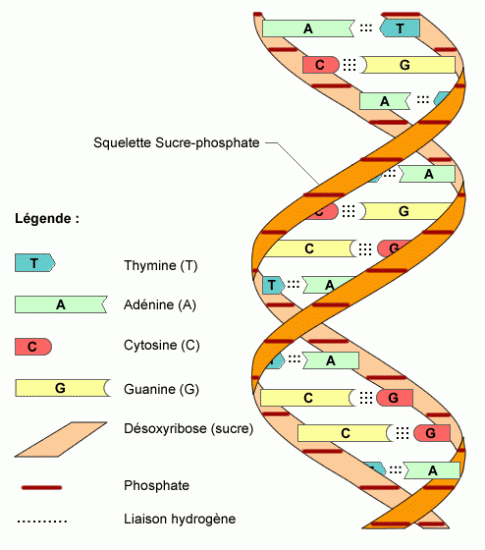 A T
C G
A
Squelette Sucre-phosphate
A
C G
C G
T A
A
C G
C G
A
Légende :
T Thymine (T)
A Adénine (A)
C Cytosine (C)
G Guanine (G)
Désoxyribose (sucre)
Phosphate
Liaison hydrogène